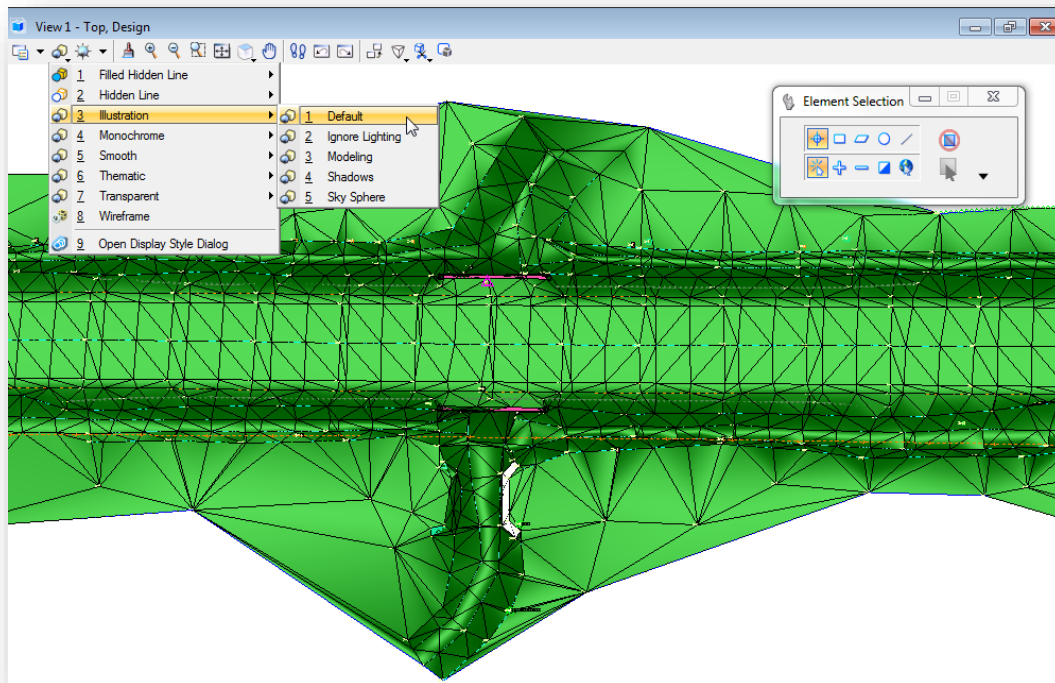 View 1 - Top, Design
1 Filled Hidden Line
2 Hidden Line
3 Illustration
4 Monochrome
5 Smooth
6 Thematic
7 Transparent
8 Wireframe
9 Open Display Style Dialog
1 Default
2 Ignore Lighting
3 Modeling
4 Shadows
5 Sky Sphere
Element Selection